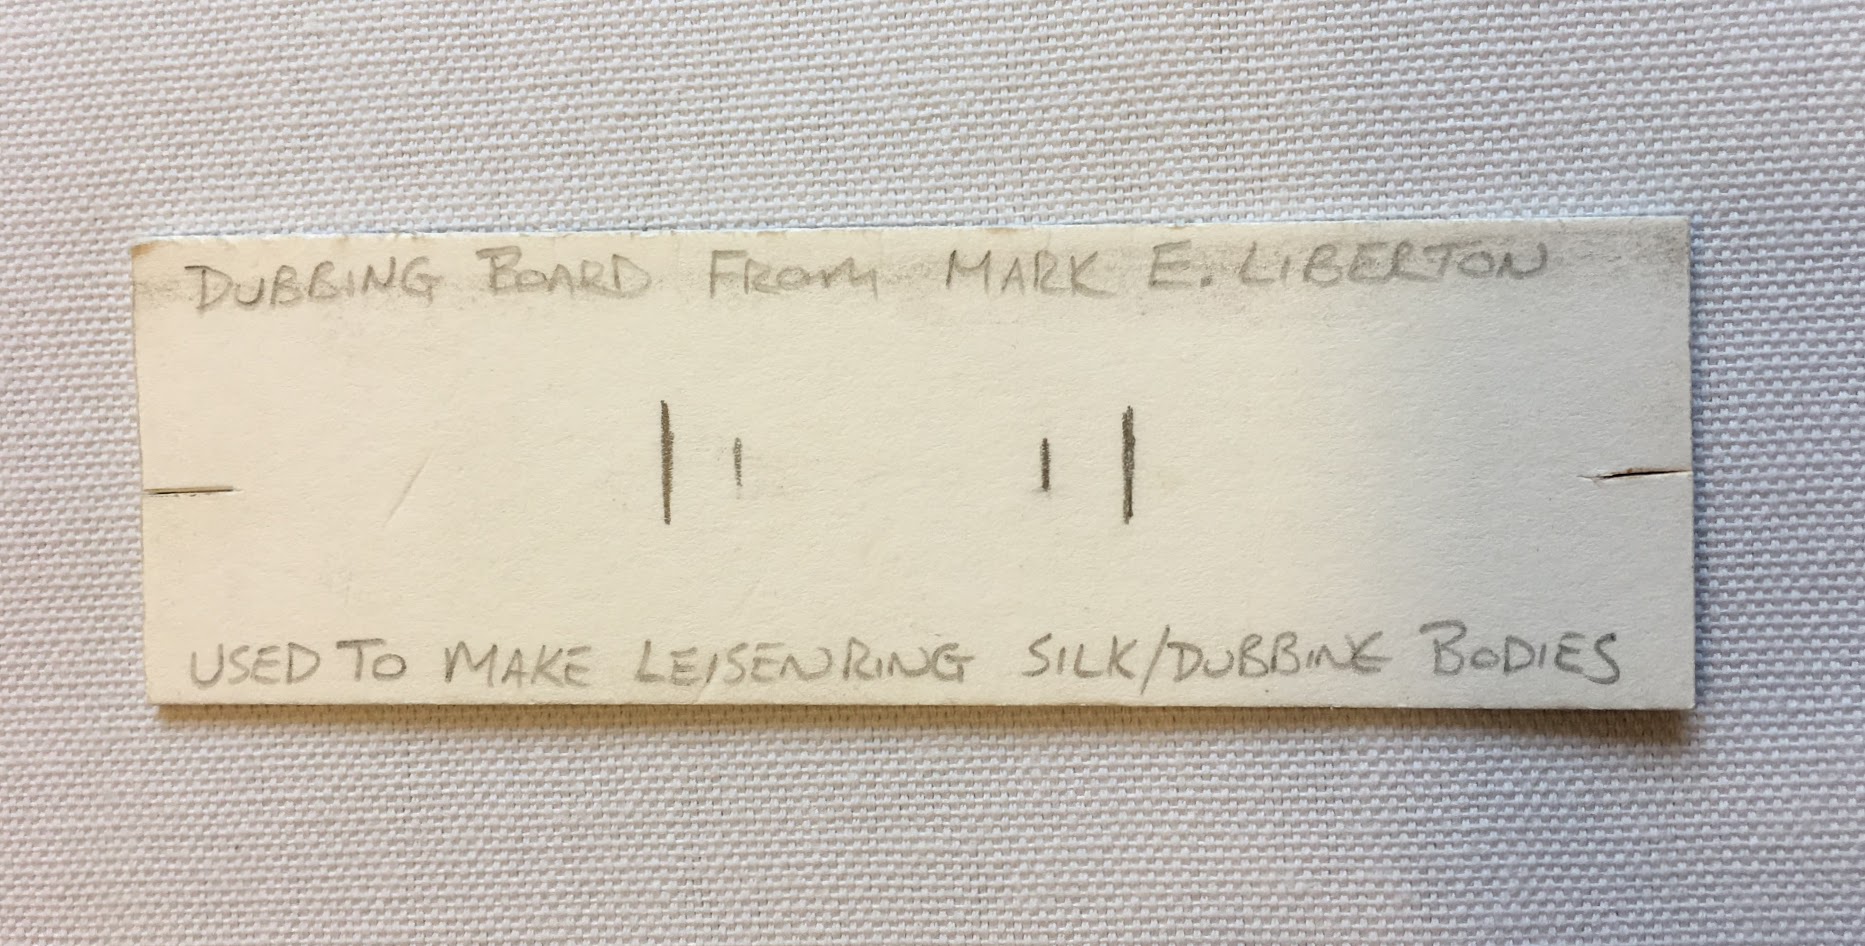 DUBBING BOARD FROM MARK E. LIBERTON
USED TO MAKE LEISENRING SILK/DUBBING BODIES